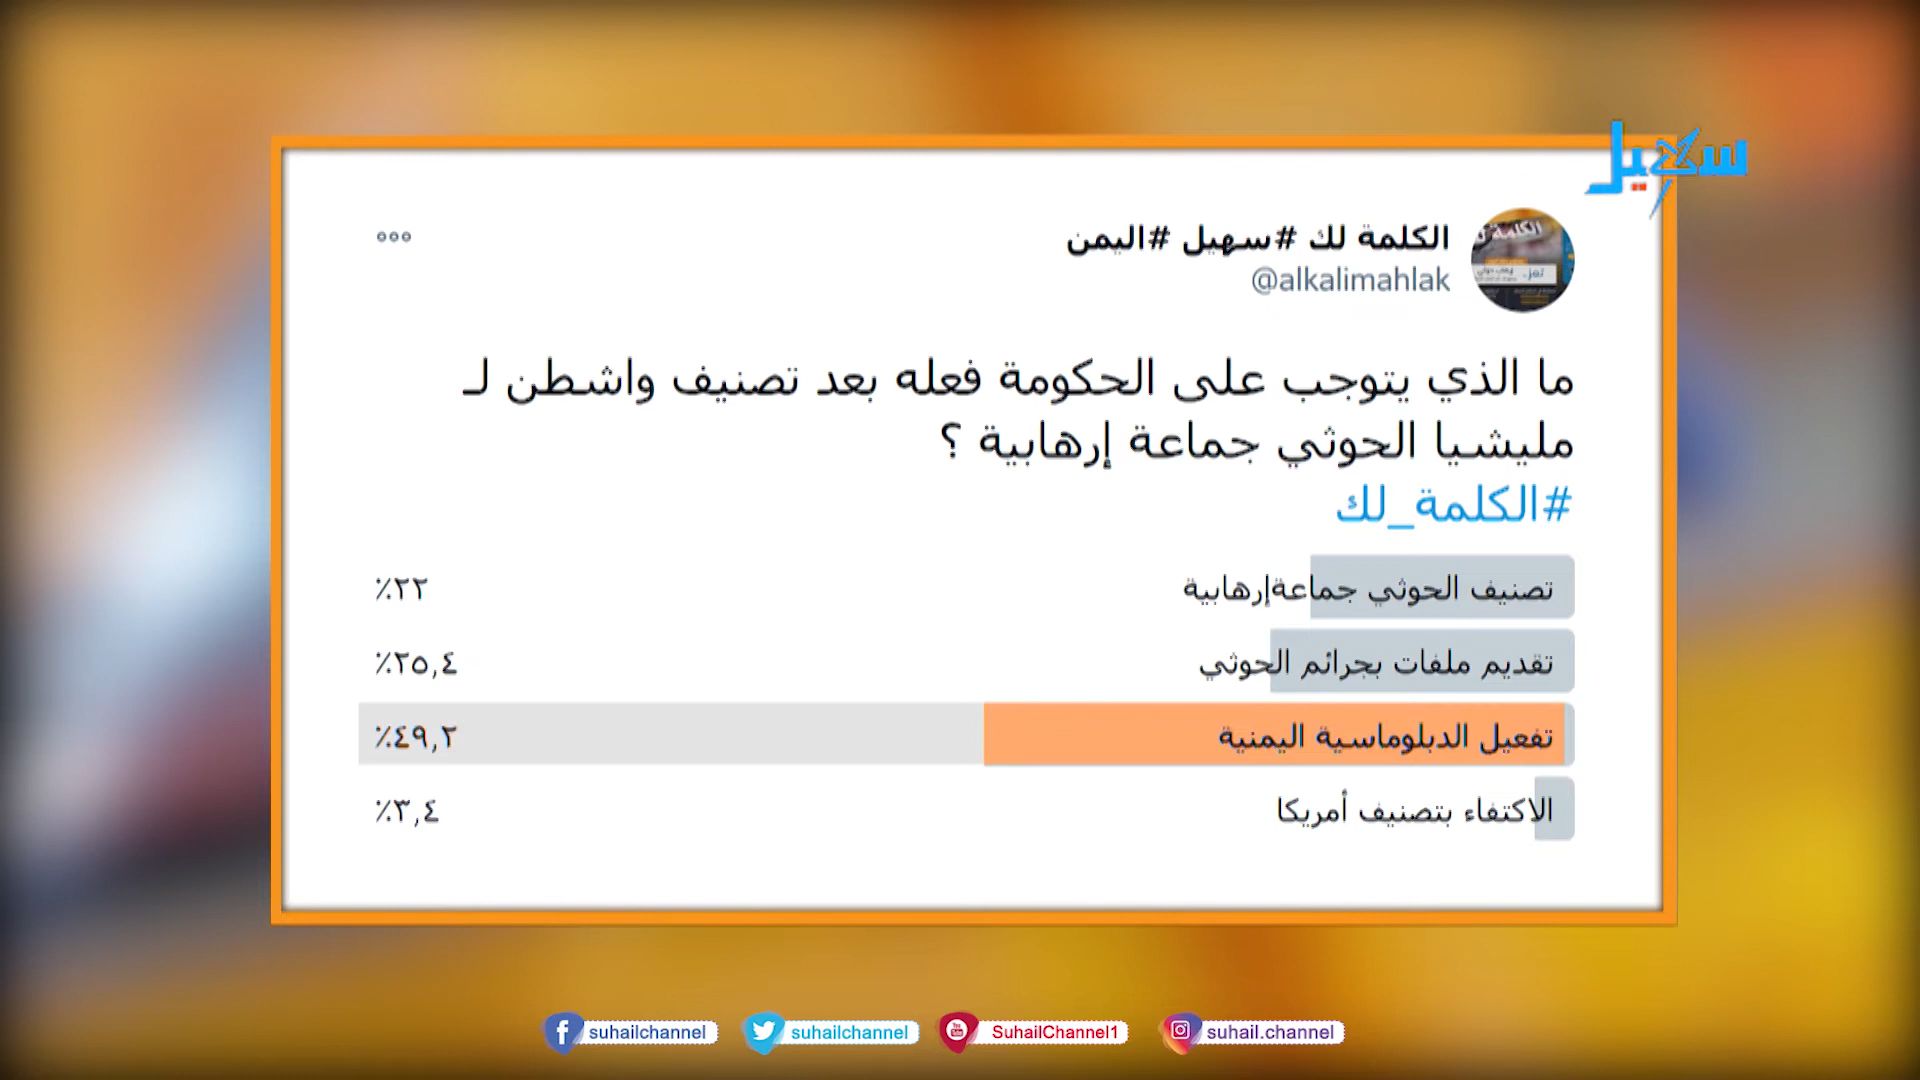 سهيل
الكلمة لك #سهيل #اليمن
@alkalimahlak
ما الذي يتوجب على الحكومة فعله بعد تصنيف واشطن لـ
مليشيا الحوثي جماعة إرهابية ؟
#الكلمة_لك
تصنيف الحوثي جماعةإرهابية ٪٢٢
تقديم ملفات بجرائم الحوثي ٪٢٥,٤
تفعيل الدبلوماسية اليمنية ٪٤٩,٢
الاكتفاء بتصنيف أمريكا ٪٣,٤
suhailchannel suhailchannel SuhailChannel1 suhail.channel